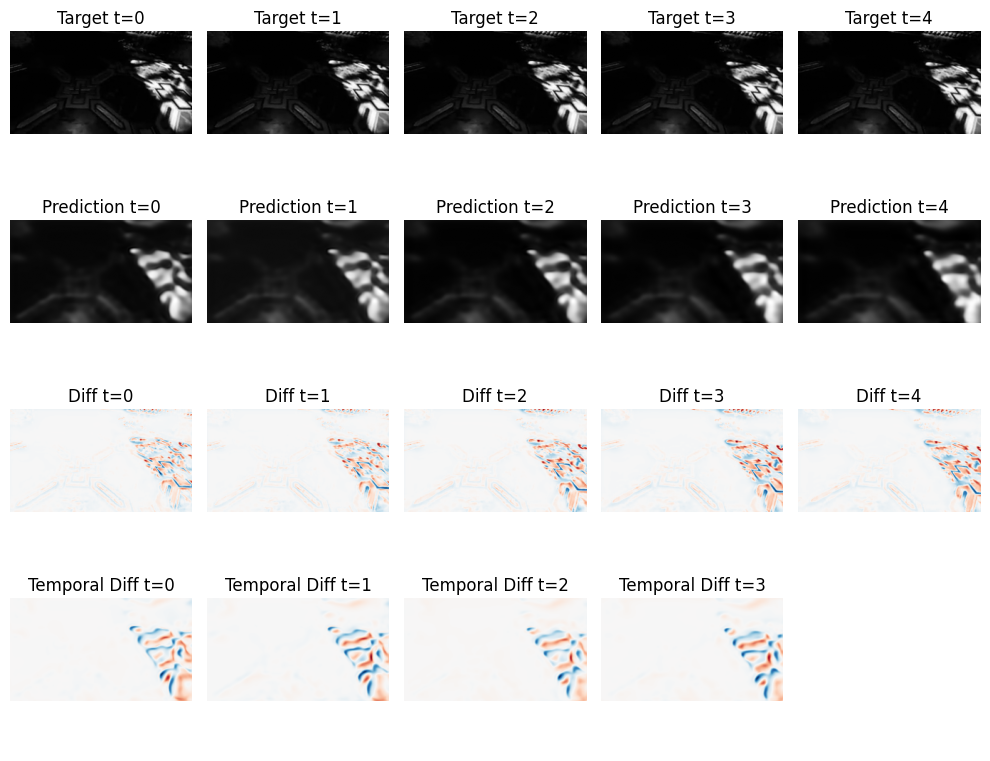 Target t=0
Target t=1
Target t=2
Target t=3
Target t=4
Prediction t=0
Prediction t=1
Prediction t=2
Prediction t=3
Prediction t=4
Diff t=0
Diff t=1
Diff t=2
Diff t=3
Diff t=4
Temporal Diff t=0
Temporal Diff t=1
Temporal Diff t=2
Temporal Diff t=3